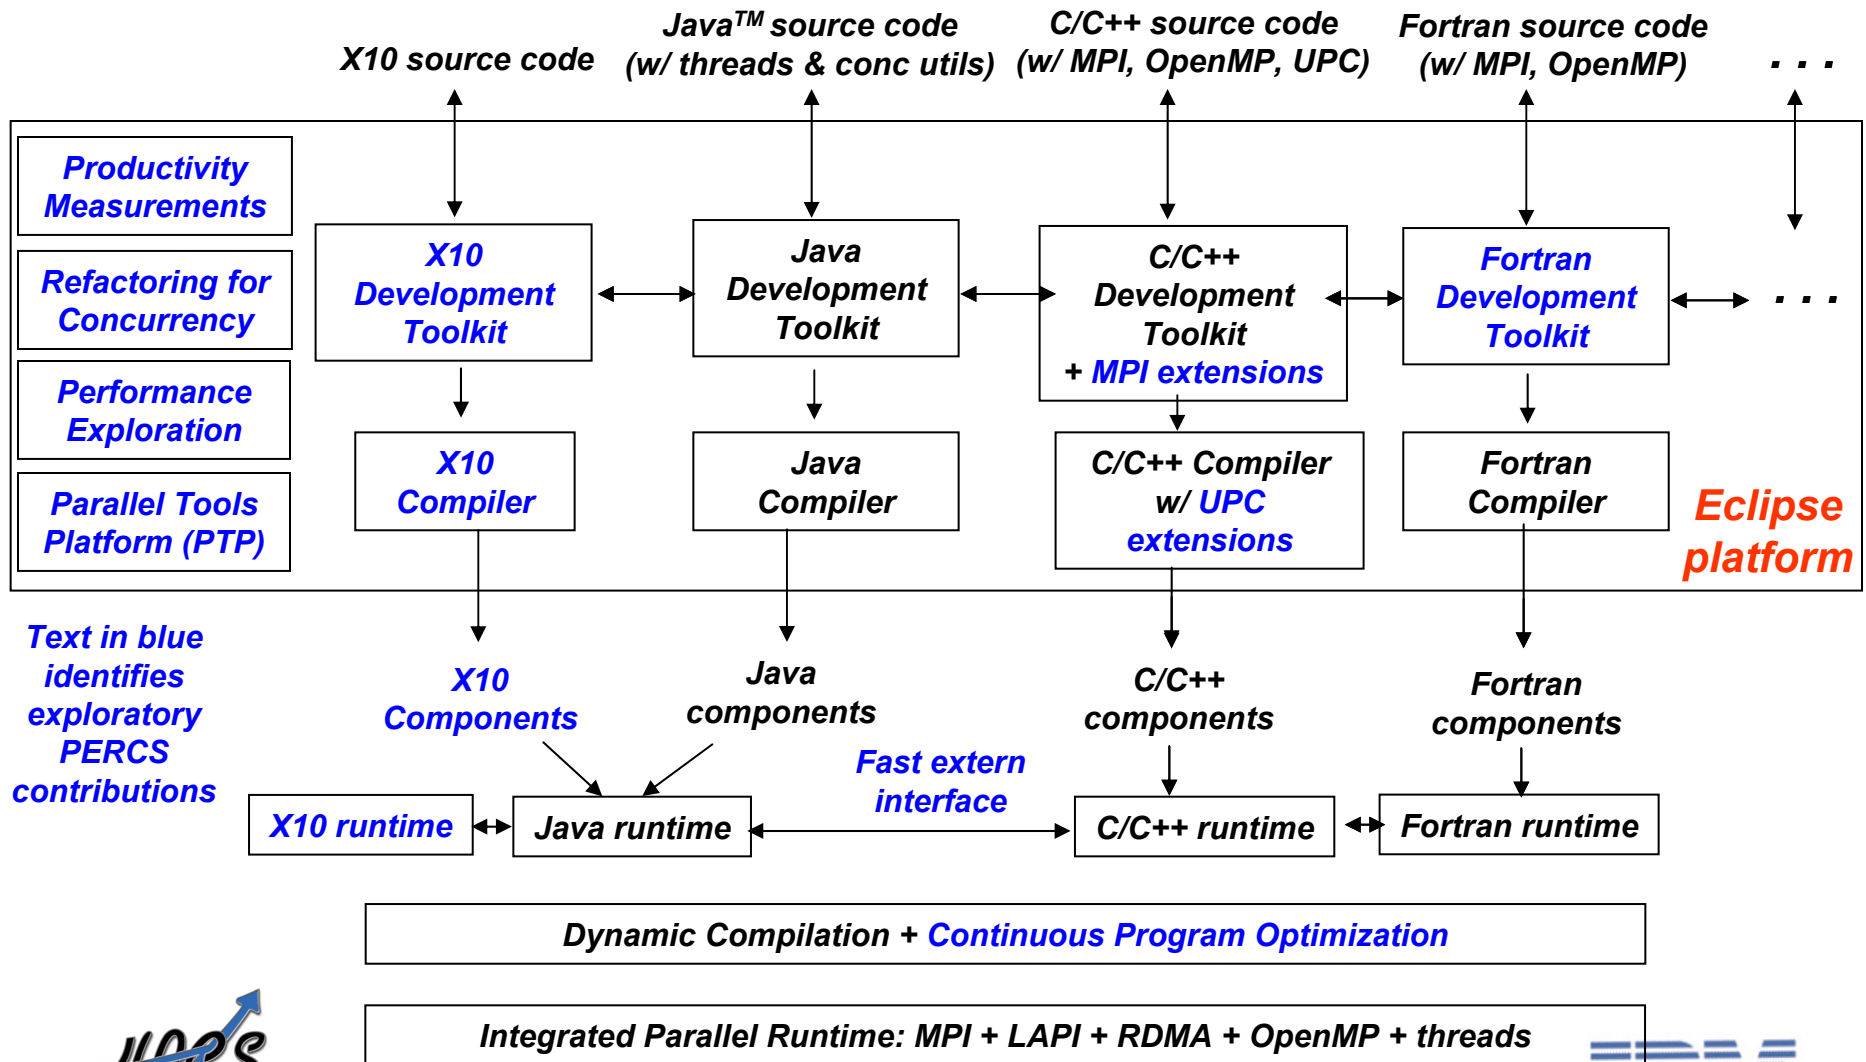 X10 source code
Java™ source code
(w/ threads & conc utils)
C/C++ source code
(w/ MPI, OpenMP, UPC)
Fortran source code
(w/ MPI, OpenMP)
. . .
Productivity
Measurements
Refactoring for
Concurrency
Performance
Exploration
Parallel Tools
Platform (PTP)
X10
Development
Toolkit
Java
Development
Toolkit
C/C++
Development
Toolkit
+ MPI extensions
Fortran
Development
Toolkit
. . .
X10
Compiler
Java
Compiler
C/C++ Compiler
w/ UPC
extensions
Fortran
Compiler
Eclipse
platform
Text in blue
identifies
exploratory
PERCS
contributions
X10
Components
Java
components
C/C++
components
Fortran
components
Fast extern
interface
X10 runtime
Java runtime
C/C++ runtime
Fortran runtime
Dynamic Compilation + Continuous Program Optimization
Integrated Parallel Runtime: MPI + LAPI + RDMA + OpenMP + threads